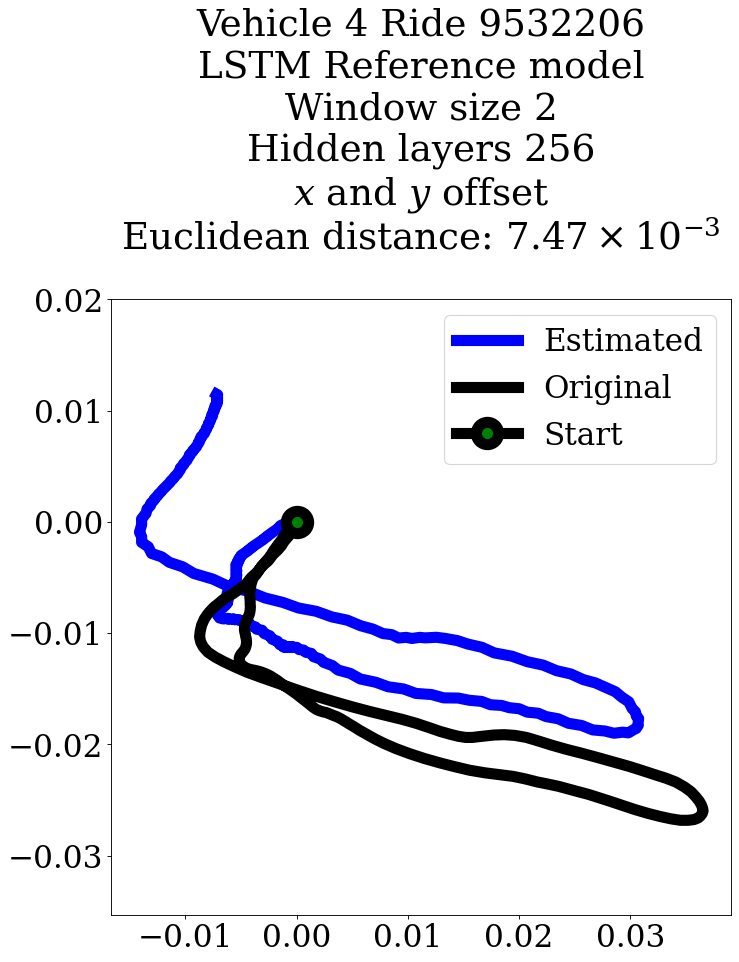 Vehicle 4 Ride 9532206
LSTM Reference model
Window size 2
Hidden layers 256
x and y offset
Euclidean distance: 7.47 × 10⁻³
0.02
Estimated
Original
Start
0.01
0.00
−0.01
−0.02
−0.03
−0.01 0.00 0.01 0.02 0.03